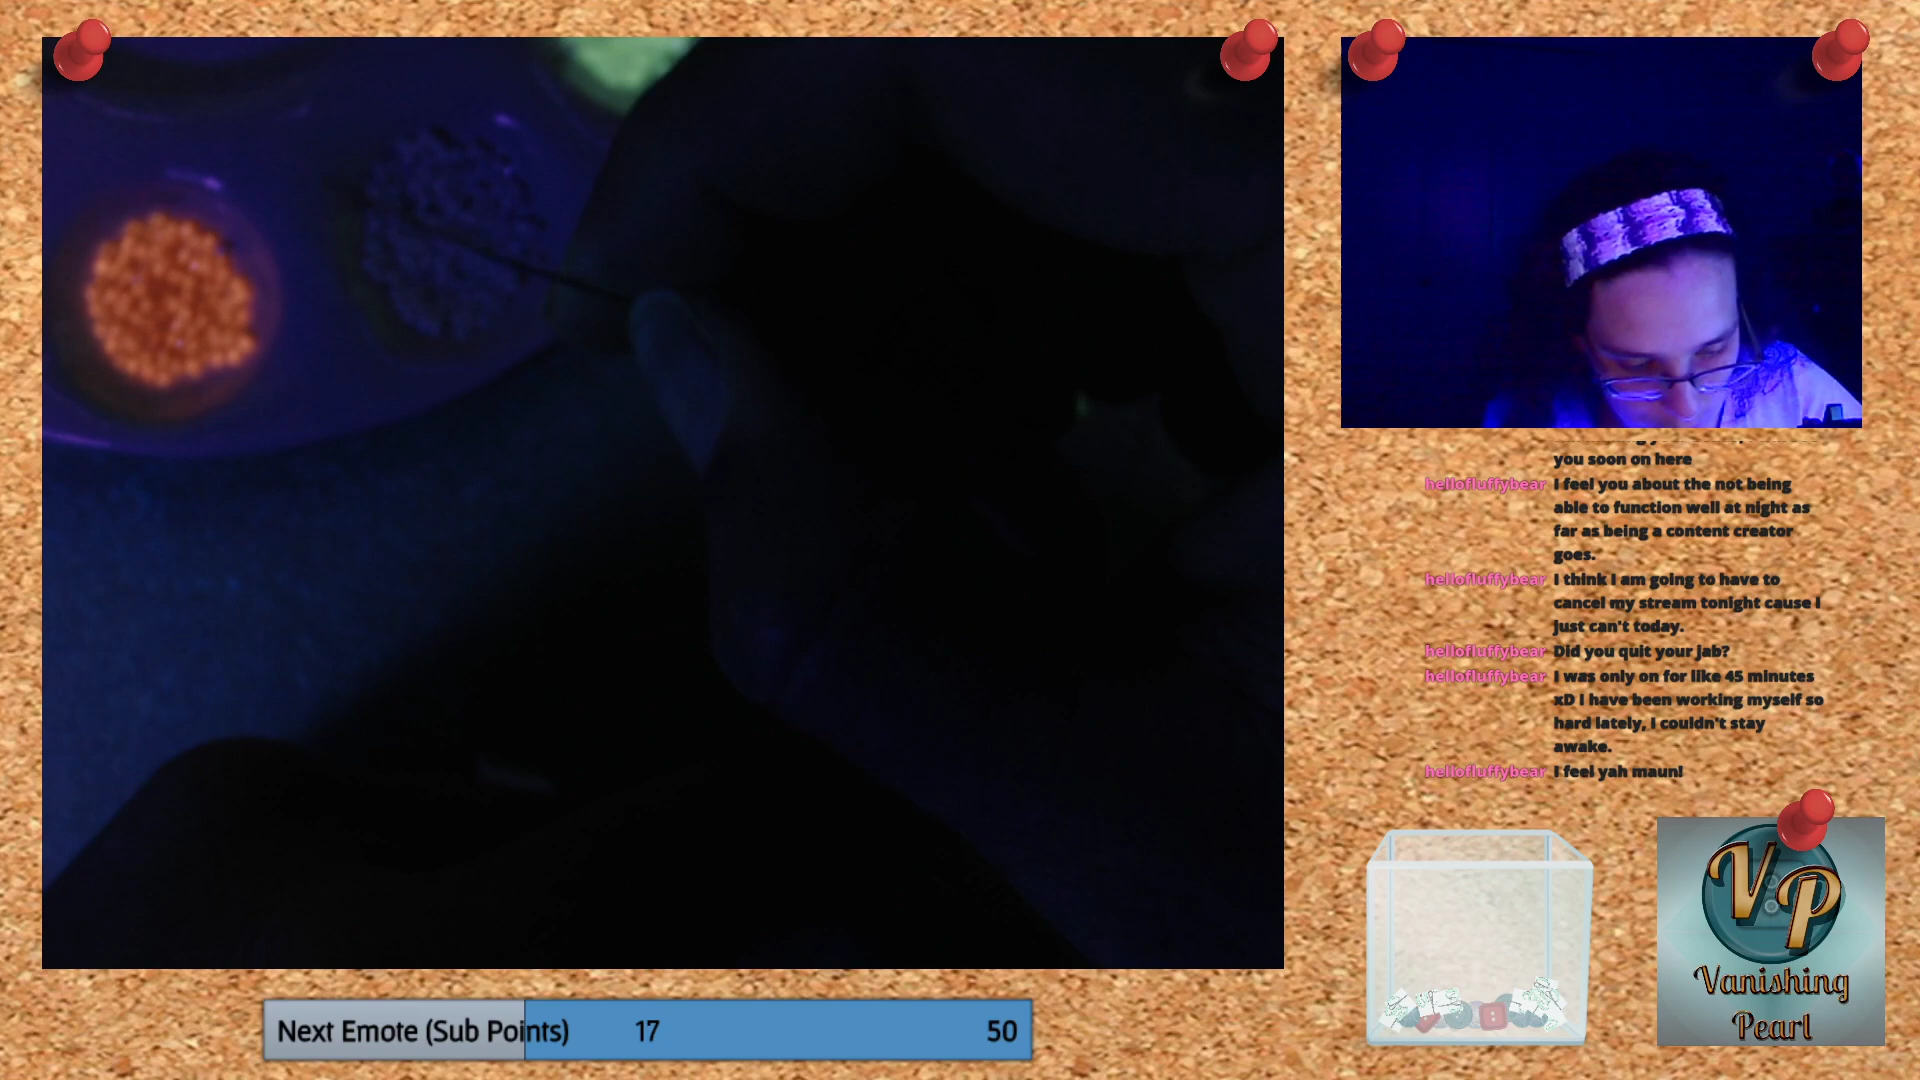 you soon on here
hellofluffybear I feel you about the not being
able to function well at night as
far as being a content creator
goes.
hellofluffybear I think I am going to have to
cancel my stream tonight cause I
just can't today.
hellofluffybear Did you quit your jab?
hellofluffybear I was only on for like 45 minutes
xD I have been working myself so
hard lately, I couldn't stay
awake.
hellofluffybear I feel yah maun!
VP
Vanishing
Pearl
Next Emote (Sub Points) 17 50